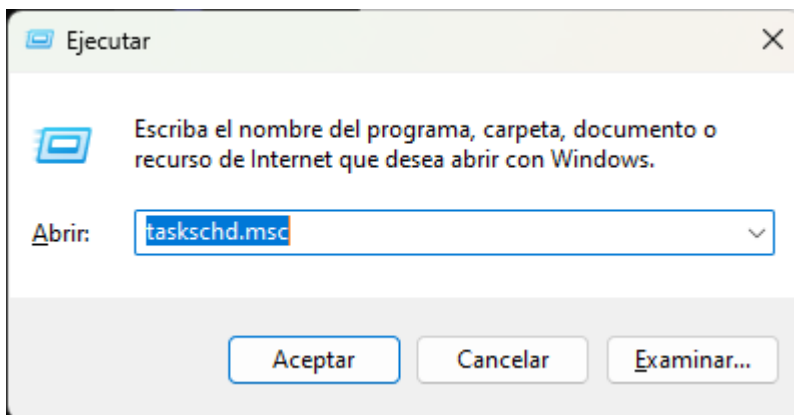 Ejecutar
Escriba el nombre del programa, carpeta, documento o
recurso de Internet que desea abrir con Windows.
Abrir: taskschd.msc
Aceptar Cancelar Examinar...